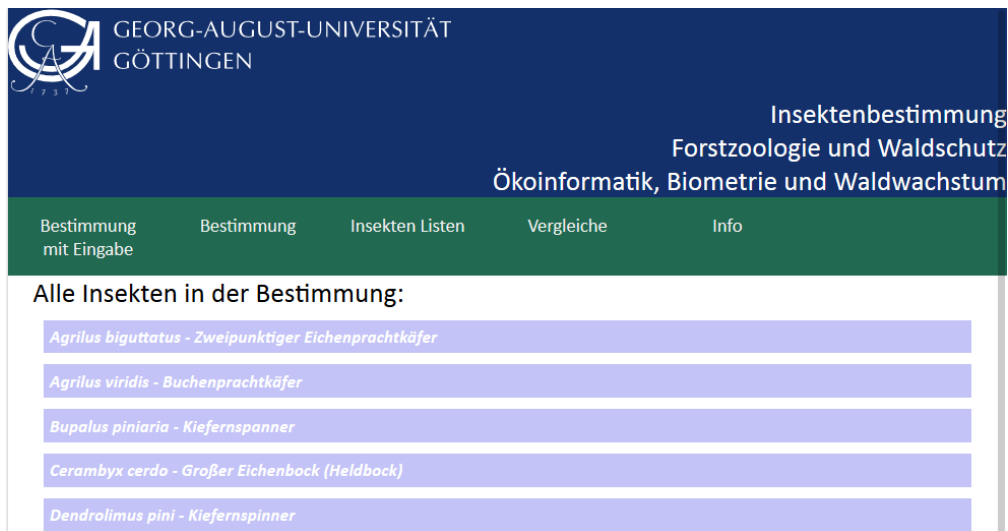 GEORG-AUGUST-UNIVERSITÄT
GÖTTINGEN
1737
Insektenbestimmung
Forstzoologie und Waldschutz
Ökoinformatik, Biometrie und Waldwachstum
Bestimmung mit Eingabe
Bestimmung
Insekten Listen
Vergleiche
Info
Alle Insekten in der Bestimmung:
Agrilus biguttatus - Zweipunktiger Eichenprachtkäfer
Agrilus viridis - Buchenprachtkäfer
Bupalus piniaria - Kiefernspanner
Cerambyx cerdo - Großer Eichenbock (Heldbock)
Dendrolimus pini - Kiefernspinner